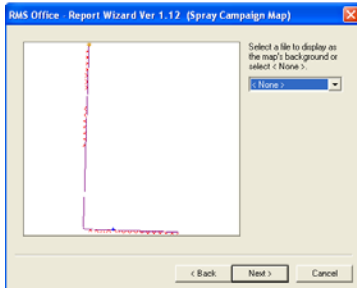 RMS Office - Report Wizard Ver 1.12 (Spray Campaign Map)
Select a file to display as
the map's background or
select < None >.
< None >
< Back
Next >
Cancel